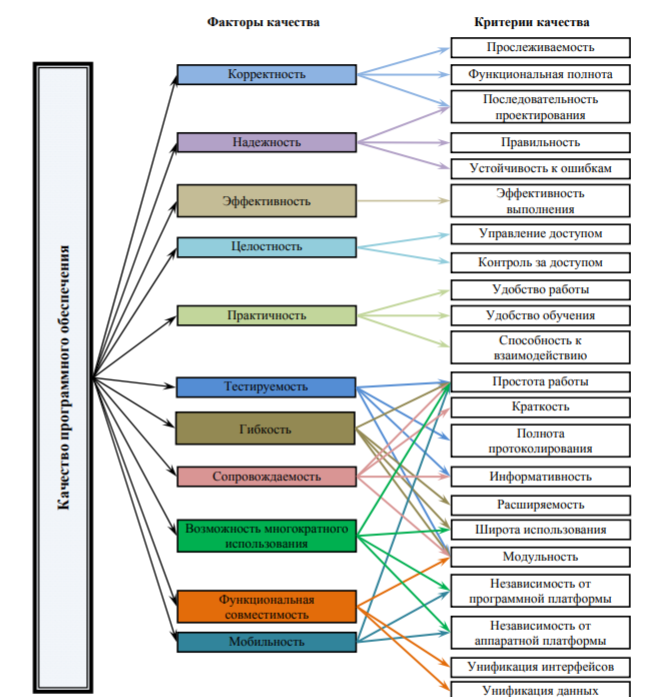 Факторы качества
Критерии качества
Качество программного обеспечения
Корректность
Надежность
Эффективность
Целостность
Практичность
Тестируемость
Гибкость
Сопровождаемость
Возможность многократного
использования
Функциональная
совместимость
Мобильность
Прослеживаемость
Функциональная полнота
Последовательность
проектирования
Правильность
Устойчивость к ошибкам
Эффективность
выполнения
Управление доступом
Контроль за доступом
Удобство работы
Удобство обучения
Способность к
взаимодействию
Простота работы
Краткость
Полнота
протоколирования
Информативность
Расширяемость
Широта использования
Модульность
Независимость от
программной платформы
Независимость от
аппаратной платформы
Унификация интерфейсов
Унификация данных